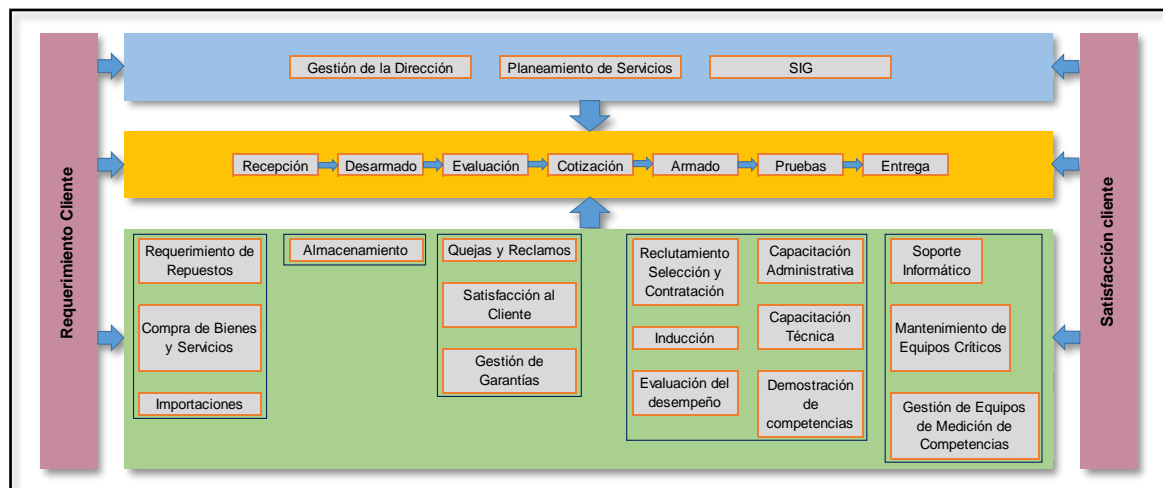 Requerimiento Cliente
Gestión de la Dirección
Planeamiento de Servicios
SIG
Recepción
Desarmado
Evaluación
Cotización
Armado
Pruebas
Entrega
Requerimiento de
Repuestos
Compra de Bienes
y Servicios
Importaciones
Almacenamiento
Quejas y Reclamos
Satisfacción al
Cliente
Gestión de
Garantías
Reclutamiento
Selección y
Contratación
Inducción
Evaluación del
desempeño
Capacitación
Administrativa
Capacitación
Técnica
Demostración
de
competencias
Soporte
Informático
Mantenimiento de
Equipos Críticos
Gestión de Equipos
de Medición de
Competencias
Satisfacción cliente